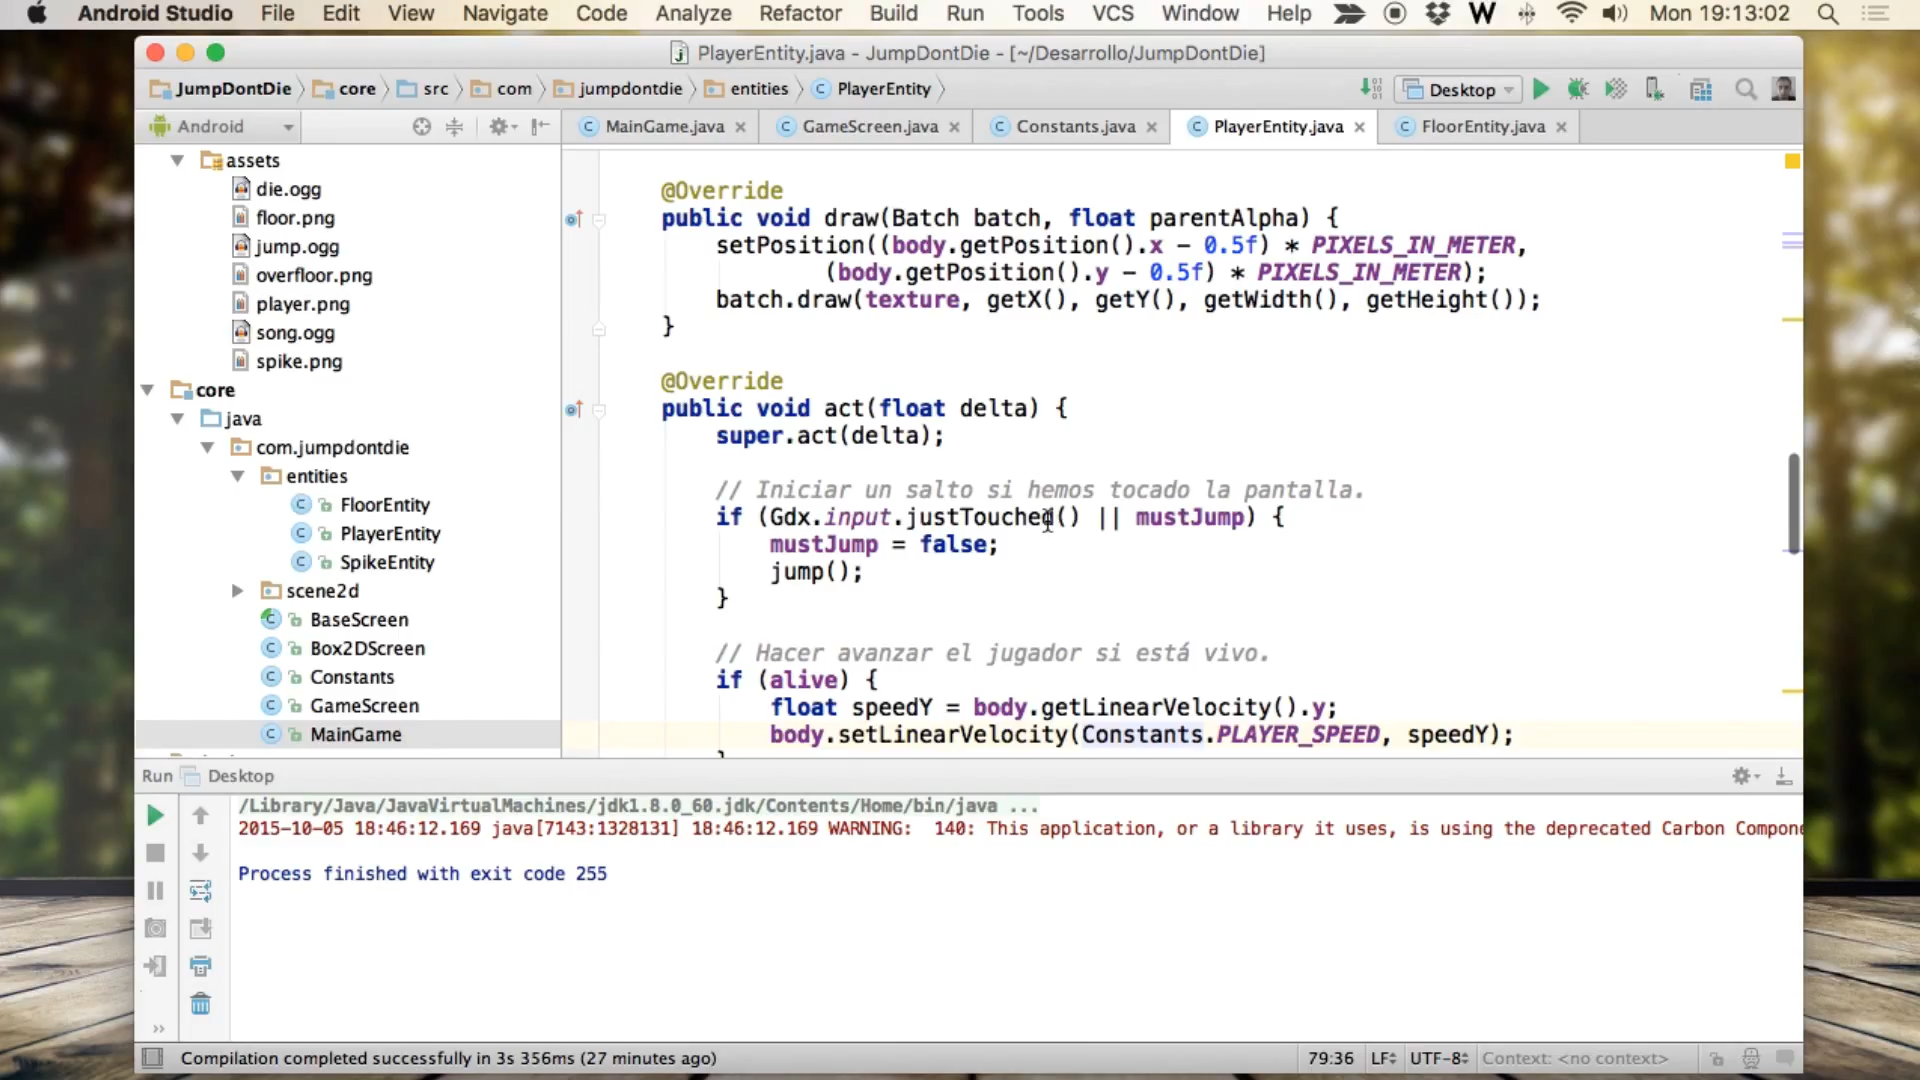 Android Studio File Edit View Navigate Code Analyze Refactor Build Run Tools VCS Window Help W Mon 19:13:02
PlayerEntity.java - JumpDontDie - [~/Desarrollo/JumpDontDie]
JumpDontDie core src com jumpdontdie entities PlayerEntity Desktop
Android MainGame.java GameScreen.java Constants.java PlayerEntity.java FloorEntity.java
assets
die.ogg
floor.png
jump.ogg
overfloor.png
player.png
song.ogg
spike.png
core
java
com.jumpdontdie
entities
FloorEntity
PlayerEntity
SpikeEntity
scene2d
BaseScreen
Box2DScreen
Constants
GameScreen
MainGame
@Override
public void draw(Batch batch, float parentAlpha) {
setPosition((body.getPosition().x - 0.5f) * PIXELS_IN_METER,
(body.getPosition().y - 0.5f) * PIXELS_IN_METER);
batch.draw(texture, getX(), getY(), getWidth(), getHeight());
}
@Override
public void act(float delta) {
super.act(delta);
// Iniciar un salto si hemos tocado la pantalla.
if (Gdx.input.justTouched() || mustJump) {
mustJump = false;
jump();
}
// Hacer avanzar el jugador si está vivo.
if (alive) {
float speedY = body.getLinearVelocity().y;
body.setLinearVelocity(Constants.PLAYER_SPEED, speedY);
Run Desktop
/Library/Java/JavaVirtualMachines/jdk1.8.0_60.jdk/Contents/Home/bin/java ...
2015-10-05 18:46:12.169 java[7143:1328131] 18:46:12.169 WARNING: 140: This application, or a library it uses, is using the deprecated Carbon Compone
Process finished with exit code 255
Compilation completed successfully in 3s 356ms (27 minutes ago) 79:36 LF UTF-8 Context: <no context>